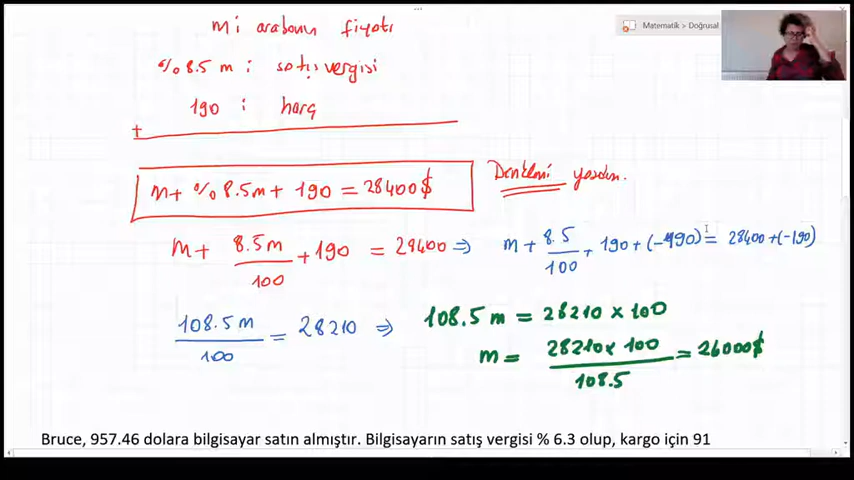 m : arabanın fiyatı
Matematik > Doğrusal
%8.5 m : satış vergisi
190 : harç
+
m + %8.5m + 190 = 28400$
Denklemi yazdım.
m + 8.5m/100 + 190 = 28400 ⇒ m + 8.5/100 + 190 + (-190) = 28400 + (-190)
108.5 m/100 = 28210 ⇒ 108.5 m = 28210 x 100
m = 28210 x 100/108.5 = 26000$
Bruce, 957.46 dolara bilgisayar satın almıştır. Bilgisayarın satış vergisi % 6.3 olup, kargo için 91